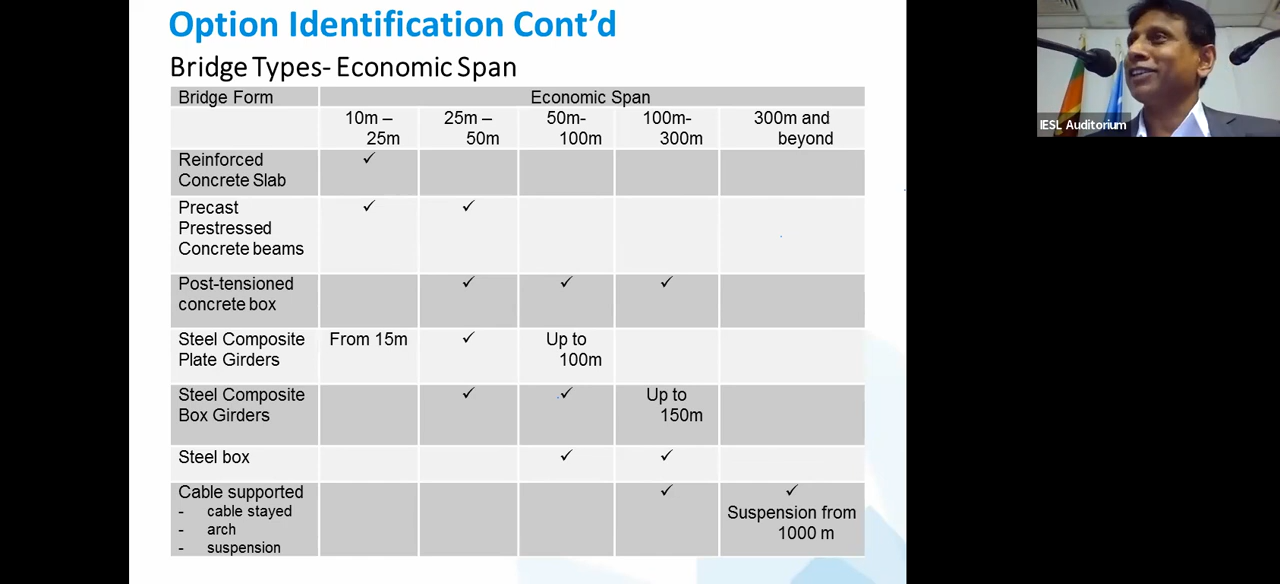 Option Identification Cont’d
Bridge Types- Economic Span
Bridge Form
Economic Span
10m – 25m
25m – 50m
50m- 100m
100m- 300m
300m and beyond
Reinforced
Concrete Slab
✓
Precast
Prestressed
Concrete beams
✓ ✓
Post-tensioned
concrete box
✓ ✓ ✓
Steel Composite
Plate Girders
From 15m
✓
Up to
100m
Steel Composite
Box Girders
✓ ✓
Up to
150m
Steel box
✓ ✓
Cable supported
- cable stayed
- arch
- suspension
✓ ✓
Suspension from
1000 m
IESL Auditorium